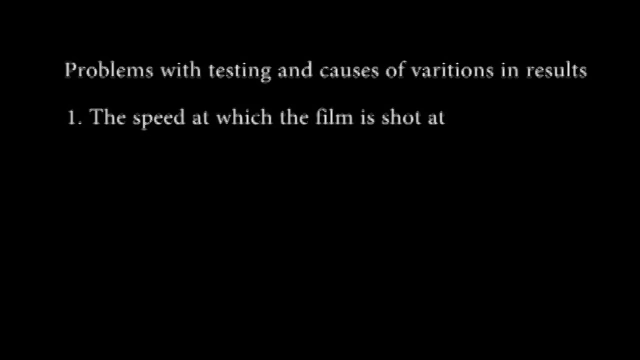 Problems with testing and causes of varitions in results
1. The speed at which the film is shot at